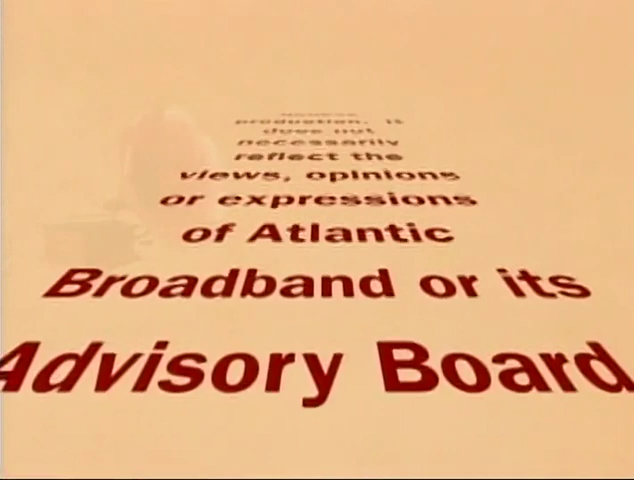 production. It
does not
necessarily
reflect the
views, opinions
or expressions
of Atlantic
Broadband or its
Advisory Board